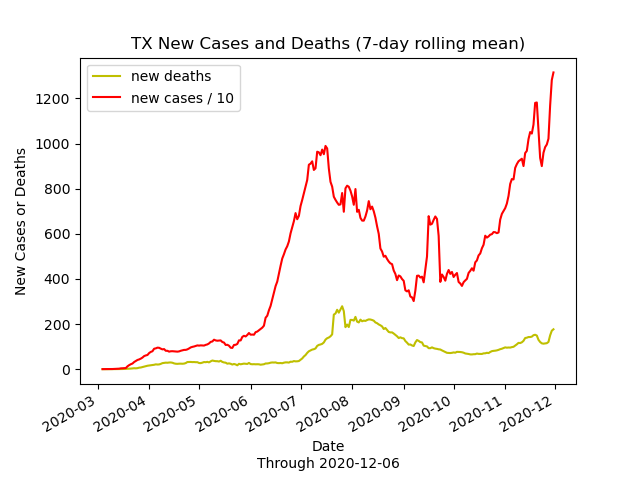 TX New Cases and Deaths (7-day rolling mean)
new deaths
new cases / 10
1200
1000
800
600
400
200
0
New Cases or Deaths
2020-03
2020-04
2020-05
2020-06
2020-07
2020-08
2020-09
2020-10
2020-11
2020-12
Date
Through 2020-12-06